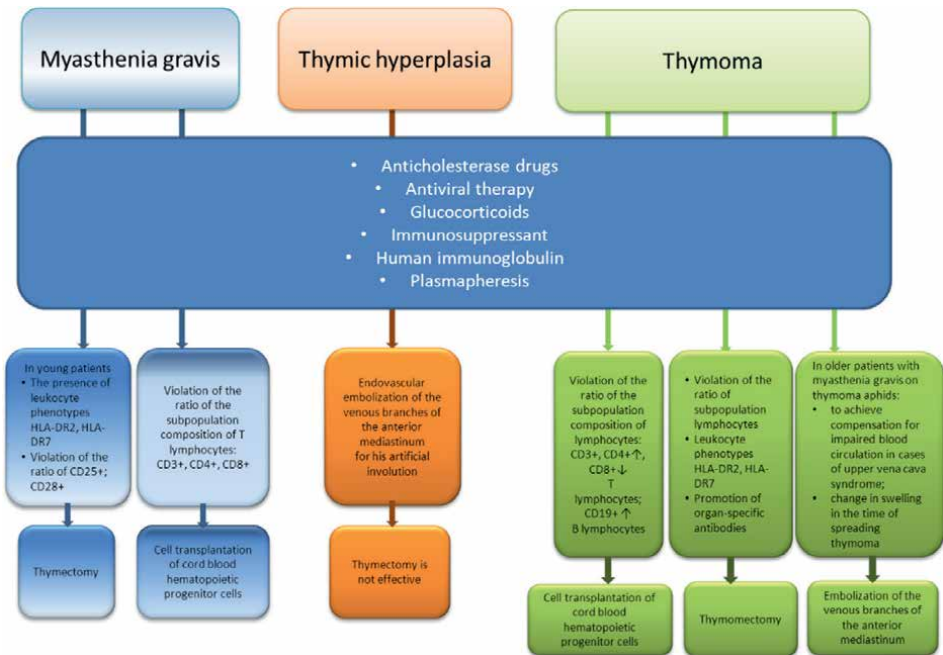 Myasthenia gravis
Thymic hyperplasia
Thymoma
• Anticholesterase drugs
• Antiviral therapy
• Glucocorticoids
• Immunosuppressant
• Human immunoglobulin
• Plasmapheresis
In young patients
• The presence of
leukocyte
phenotypes
HLA-DR2, HLA-
DR7
• Violation of the
ratio of CD25+;
CD28+
Thymectomy
Violation of the
ratio of the
subpopulation
composition of T
lymphocytes:
CD3+, CD4+, CD8+
Cell transplantation
of cord blood
hematopoietic
progenitor cells
Endovascular
embolization of the
venous branches of
the anterior
mediastinum
for his artificial
involution
Thymectomy is
not effective
Violation of the
ratio of the
subpopulation
composition of
lymphocytes:
CD3+, CD4+↑,
CD8+↓
T
lymphocytes;
CD19+ ↑
B lymphocytes
Cell transplantation of
cord blood
hematopoietic
progenitor cells
• Violation of the
ratio of
subpopulation
lymphocytes
• Leukocyte
phenotypes
HLA-DR2, HLA-
DR7
• Promotion of
organ-specific
antibodies
Thymomectomy
In older patients with
myasthenia gravis on
thymoma aphids:
• to achieve
compensation for
impaired blood
circulation in cases
of upper vena cava
syndrome;
• change in swelling
in the time of
spreading
thymoma
Embolization of the
venous branches of
the anterior
mediastinum